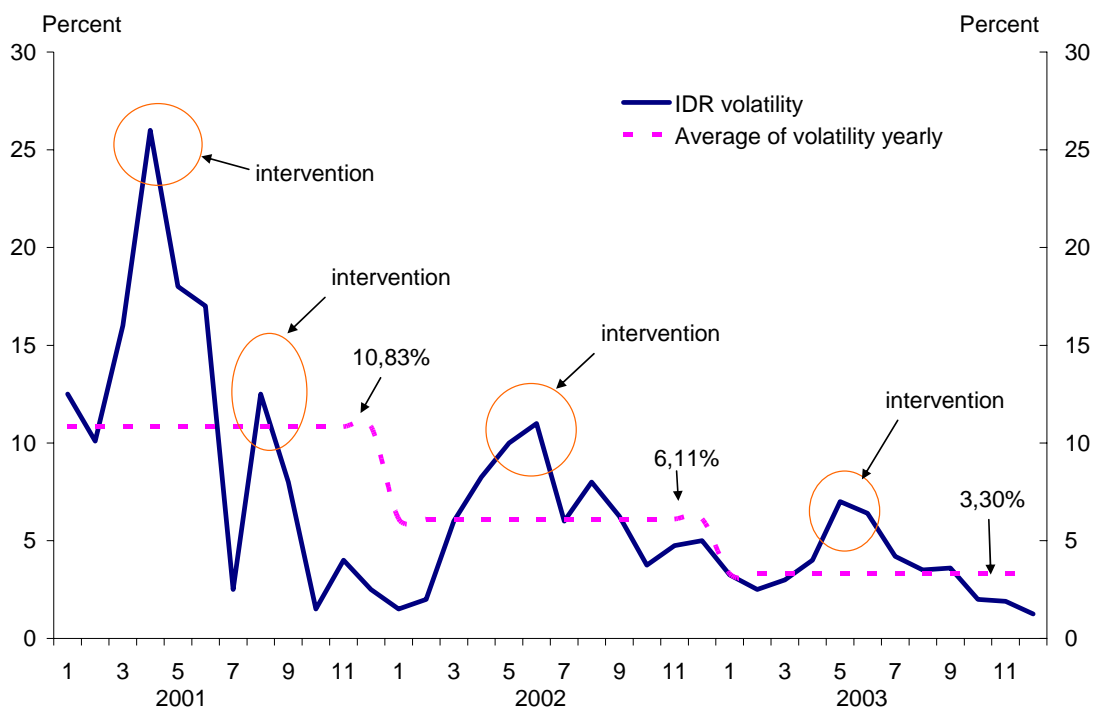 Percent
Percent
30
30
IDR volatility
Average of volatility yearly
25
25
intervention
20
20
intervention
intervention
15
15
10,83%
intervention
10
10
6,11%
3,30%
5
5
0
0
1 3 5 7 9 11 1 3 5 7 9 11 1 3 5 7 9 11
2001 2002 2003